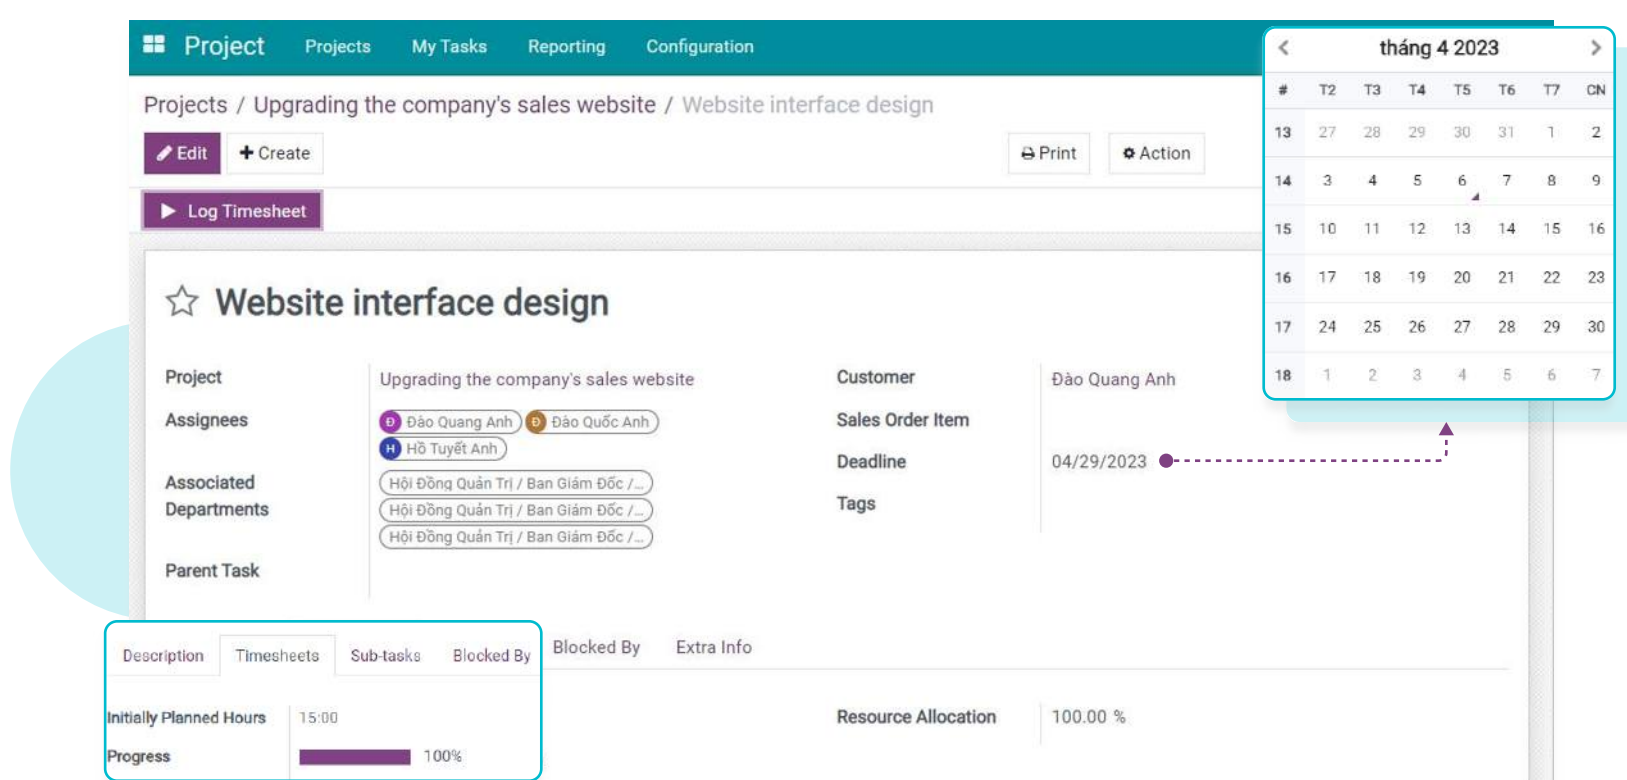 Project Projects My Tasks Reporting Configuration
Projects / Upgrading the company's sales website / Website interface design
Edit + Create Print Action
Log Timesheet
tháng 4 2023
# T2 T3 T4 T5 T6 T7 CN
13 27 28 29 30 31 1 2
14 3 4 5 6 7 8 9
15 10 11 12 13 14 15 16
16 17 18 19 20 21 22 23
17 24 25 26 27 28 29 30
18 1 2 3 4 5 6 7
Website interface design
Project Upgrading the company's sales website
Assignees Đ Đào Quang Anh Đ Đào Quốc Anh
H Hồ Tuyết Anh
Associated Departments
Hội Đồng Quản Trị / Ban Giám Đốc /...
Hội Đồng Quản Trị / Ban Giám Đốc /...
Hội Đồng Quản Trị / Ban Giám Đốc /...
Parent Task
Customer Đào Quang Anh
Sales Order Item
Deadline 04/29/2023
Tags
Description Timesheets Sub-tasks Blocked By Blocked By Extra Info
Initially Planned Hours 15:00
Progress 100%
Resource Allocation 100.00 %